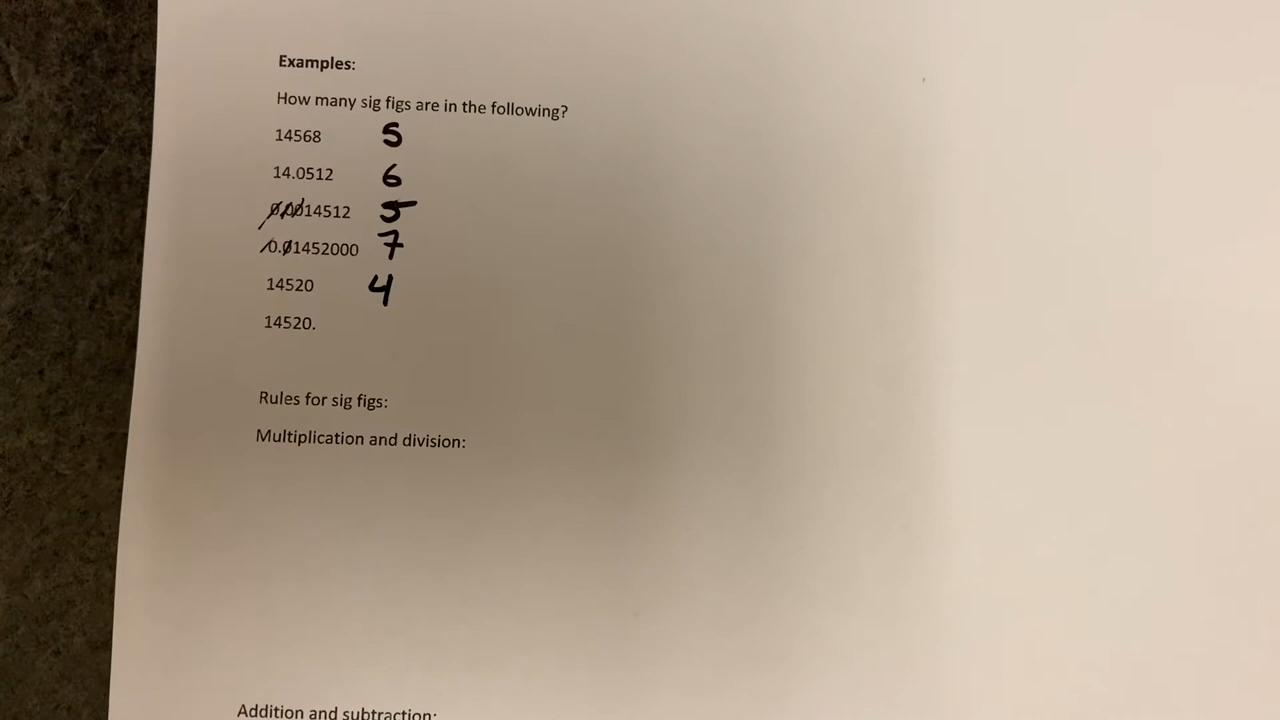 Examples:
How many sig figs are in the following?
14568 5
14.0512 6
0.0014512 5
0.01452000 7
14520 4
14520.
Rules for sig figs:
Multiplication and division:
Addition and subtraction: